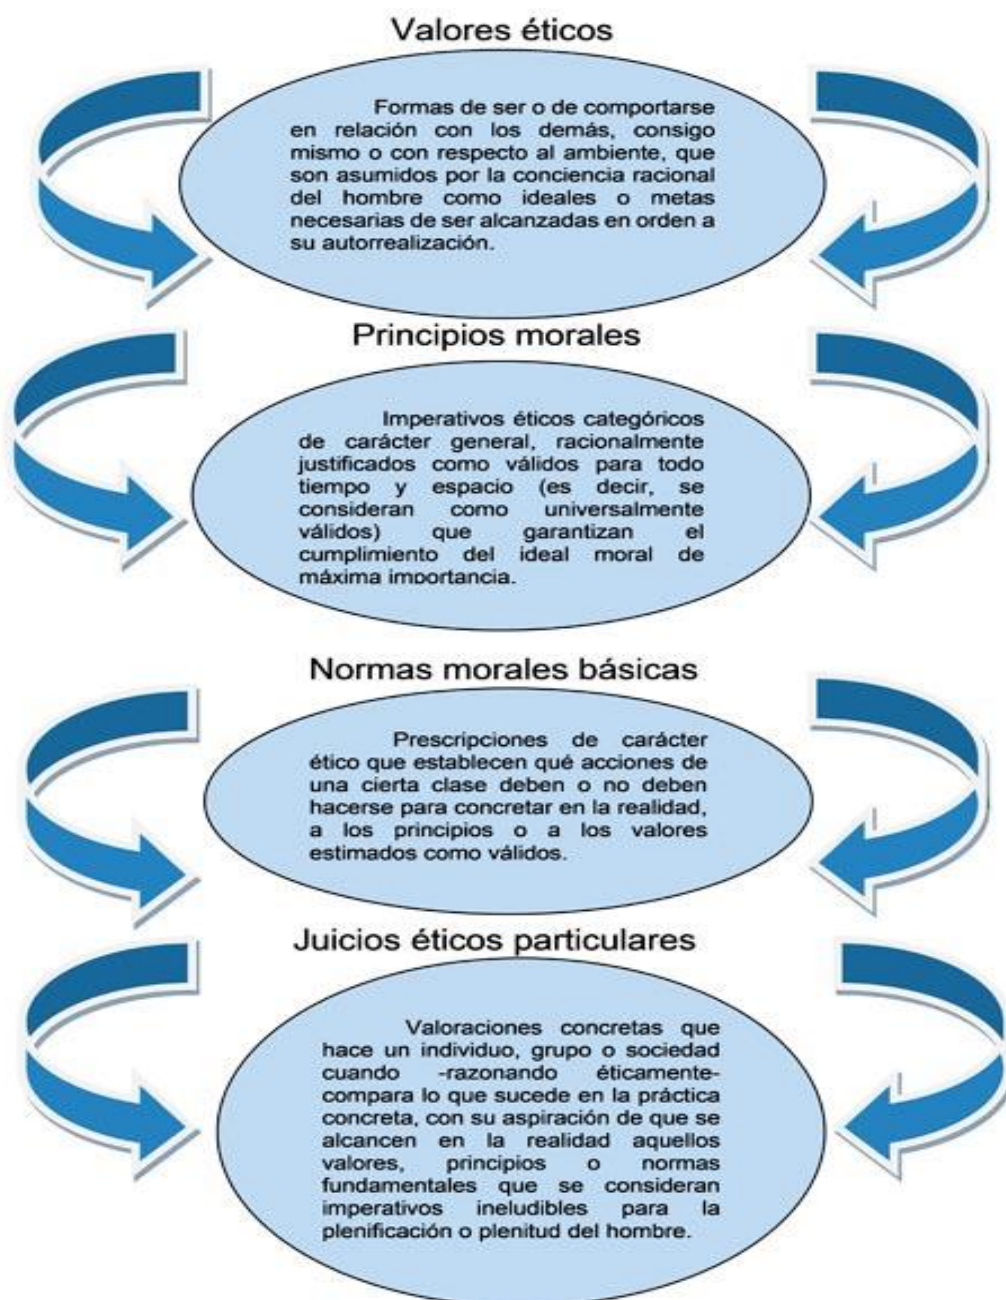 Valores éticos
Formas de ser o de comportarse
en relación con los demás, consigo
mismo o con respecto al ambiente, que
son asumidos por la conciencia racional
del hombre como ideales o metas
necesarias de ser alcanzadas en orden a
su autorrealización.
Principios morales
Imperativos éticos categóricos
de carácter general, racionalmente
justificados como válidos para todo
tiempo y espacio (es decir, se
consideran como universalmente
válidos) que garantizan el
cumplimiento del ideal moral de
máxima importancia.
Normas morales básicas
Prescripciones de carácter
ético que establecen qué acciones de
una cierta clase deben o no deben
hacerse para concretar en la realidad,
a los principios o a los valores
estimados como válidos.
Juicios éticos particulares
Valoraciones concretas que
hace un individuo, grupo o sociedad
cuando -razonando éticamente-
compara lo que sucede en la práctica
concreta, con su aspiración de que se
alcancen en la realidad aquellos
valores, principios o normas
fundamentales que se consideran
imperativos ineludibles para la
plenificación o plenitud del hombre.